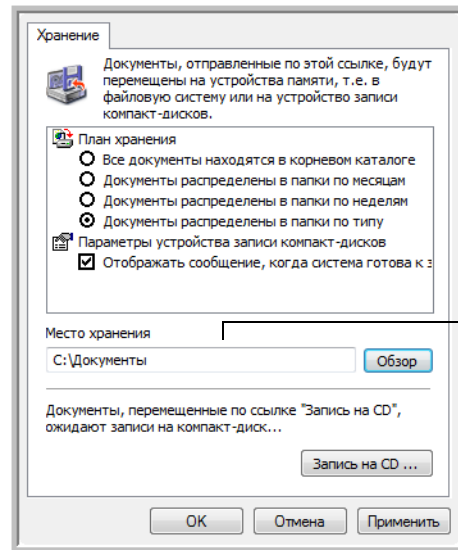 Хранение
Документы, отправленные по этой ссылке, будут
перемещены на устройства памяти, т.е. в
файловую систему или на устройство записи
компакт-дисков.
План хранения
Все документы находятся в корневом каталоге
Документы распределены в папки по месяцам
Документы распределены в папки по неделям
Документы распределены в папки по типу
Параметры устройства записи компакт-дисков
Отображать сообщение, когда система готова к з
Место хранения
C:\Документы
Обзор
Документы, перемещенные по ссылке "Запись на CD",
ожидают записи на компакт-диск...
Запись на CD ...
OK
Отмена
Применить